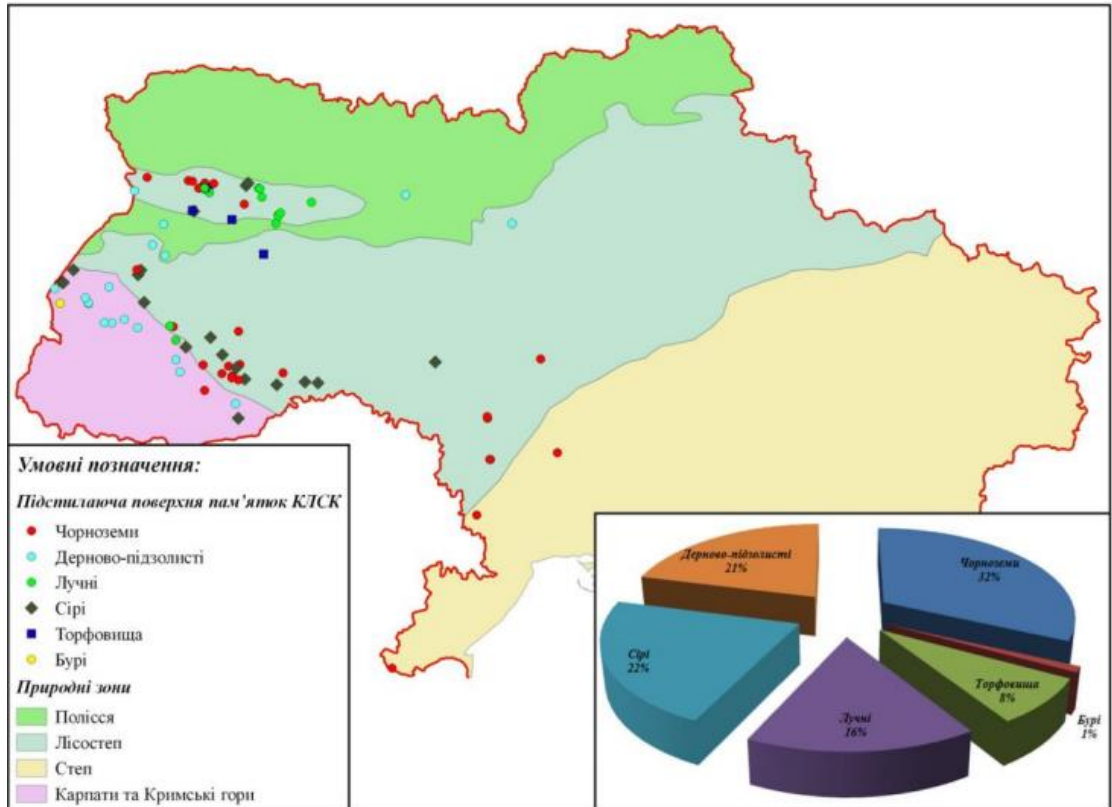 Умовні позначення:
Підстилаюча поверхня пам’яток КЛСК
Чорноземи
Дерново-підзолисті
Лучні
Сірі
Торфовища
Бурі
Природні зони
Полісся
Лісостеп
Степ
Карпати та Кримські гори
Дерново-підзолисті
21%
Чорноземи
32%
Сірі
22%
Торфовища
8%
Лучні
16%
Бурі
1%